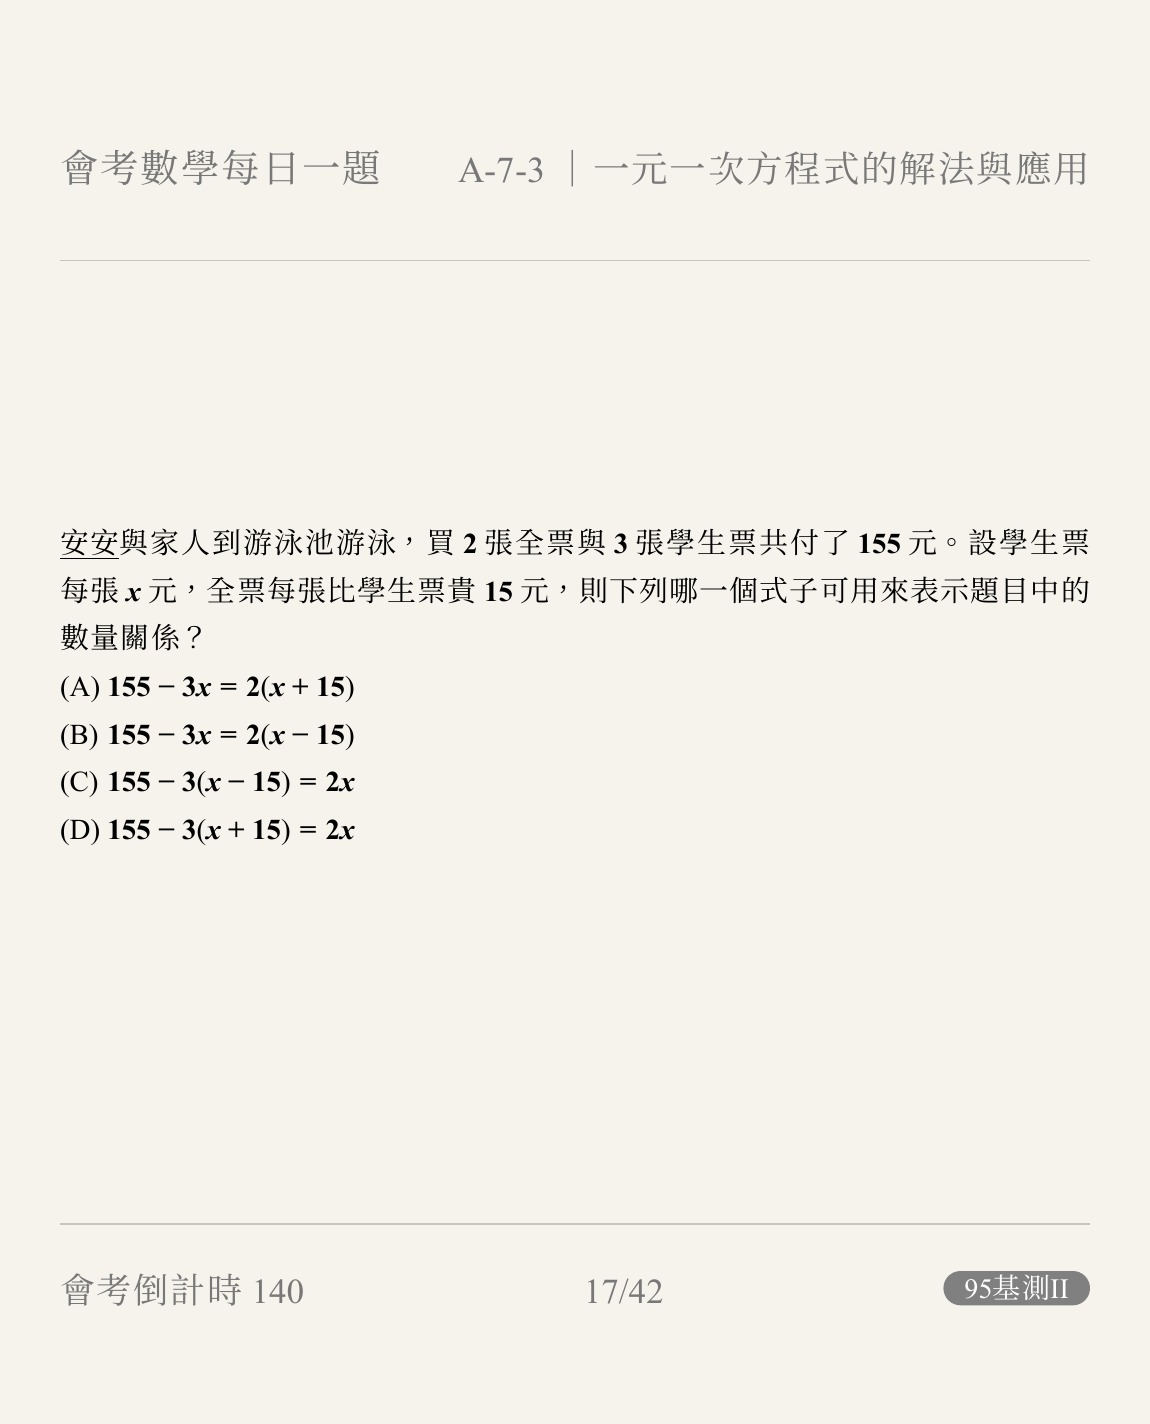 會考數學每日一題
A-7-3｜一元一次方程式的解法與應用
安安與家人到游泳池游泳，買 2 張全票與 3 張學生票共付了 155 元。設學生票
每張 x 元，全票每張比學生票貴 15 元，則下列哪一個式子可用來表示題目中的
數量關係？
(A) 155 − 3x = 2(x + 15)
(B) 155 − 3x = 2(x − 15)
(C) 155 − 3(x − 15) = 2x
(D) 155 − 3(x + 15) = 2x
會考倒計時 140
17/42
95基測II